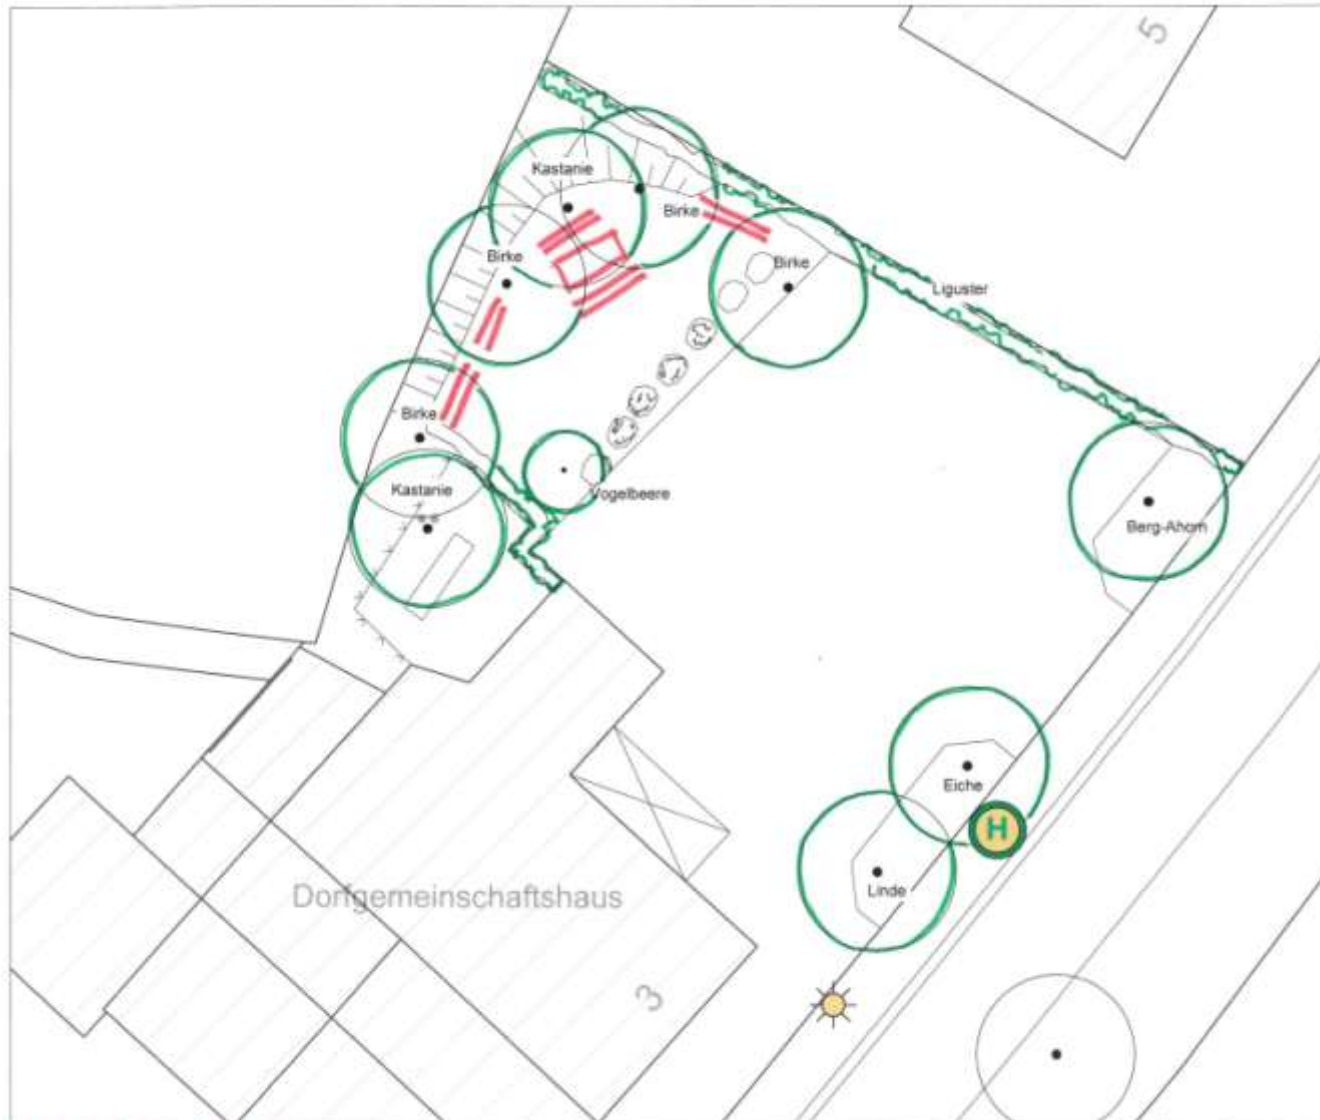 5
Kastanie
Birke
Birke
Birke
Liguster
Birke
Kastanie
Vogelbeere
Berg-Ahorn
Eiche
H
Linde
Dorfgemeinschaftshaus
3